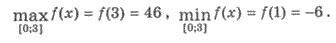 max f(x) = f(3) = 46, min f(x) = f(1) = -6.
[0;3] [0;3]